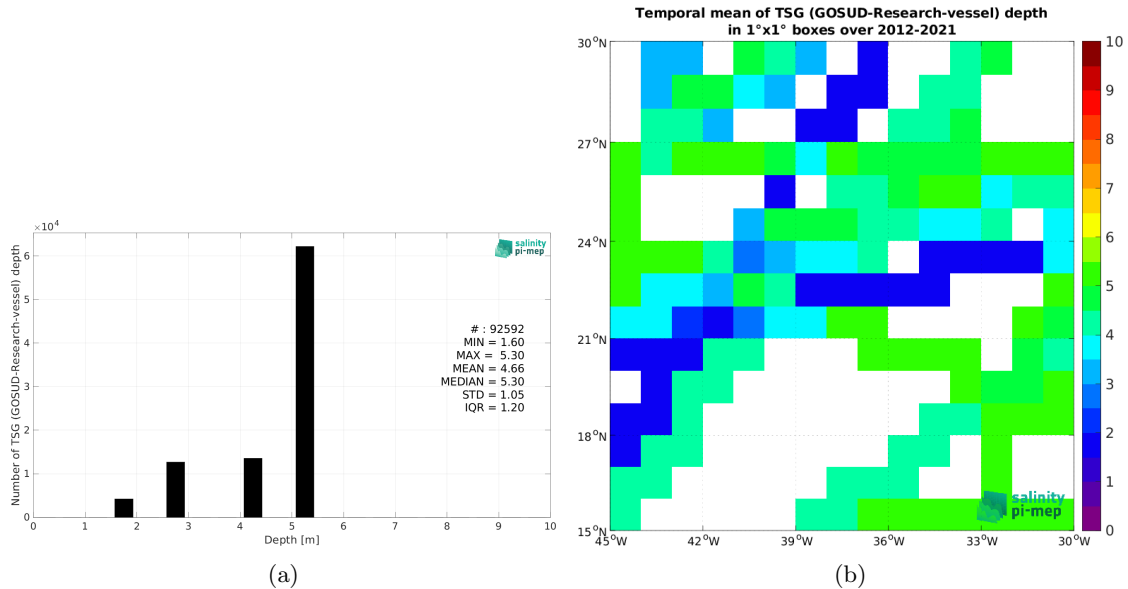 ×10⁴
6
5
4
3
2
1
0
Number of TSG (GOSUD-Research-vessel) depth
salinity
pi-mep
# : 92592
MIN = 1.60
MAX = 5.30
MEAN = 4.66
MEDIAN = 5.30
STD = 1.05
IQR = 1.20
0 1 2 3 4 5 6 7 8 9 10
Depth [m]
(a)
Temporal mean of TSG (GOSUD-Research-vessel) depth
in 1°x1° boxes over 2012-2021
30°N
27°N
24°N
21°N
18°N
15°N
45°W 42°W 39°W 36°W 33°W 30°W
salinity
pi-mep
10
9
8
7
6
5
4
3
2
1
0
(b)